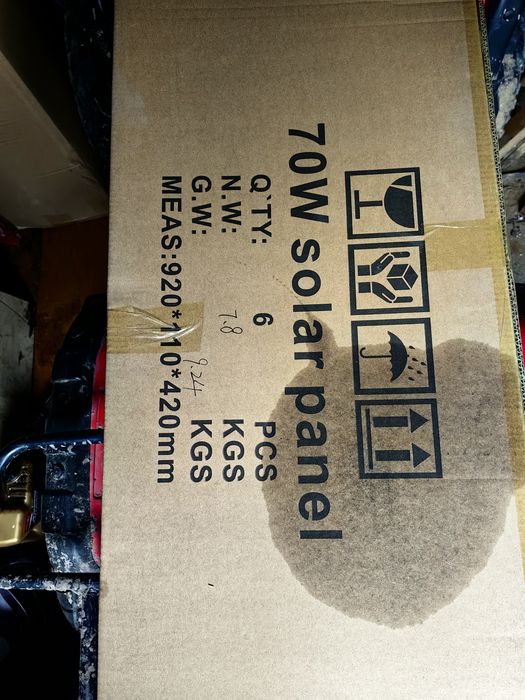 70W solar panel
Q'TY: 6 PCS
N.W: 7.8 KGS
G.W: 9.24 KGS
MEAS:920*110*420mm